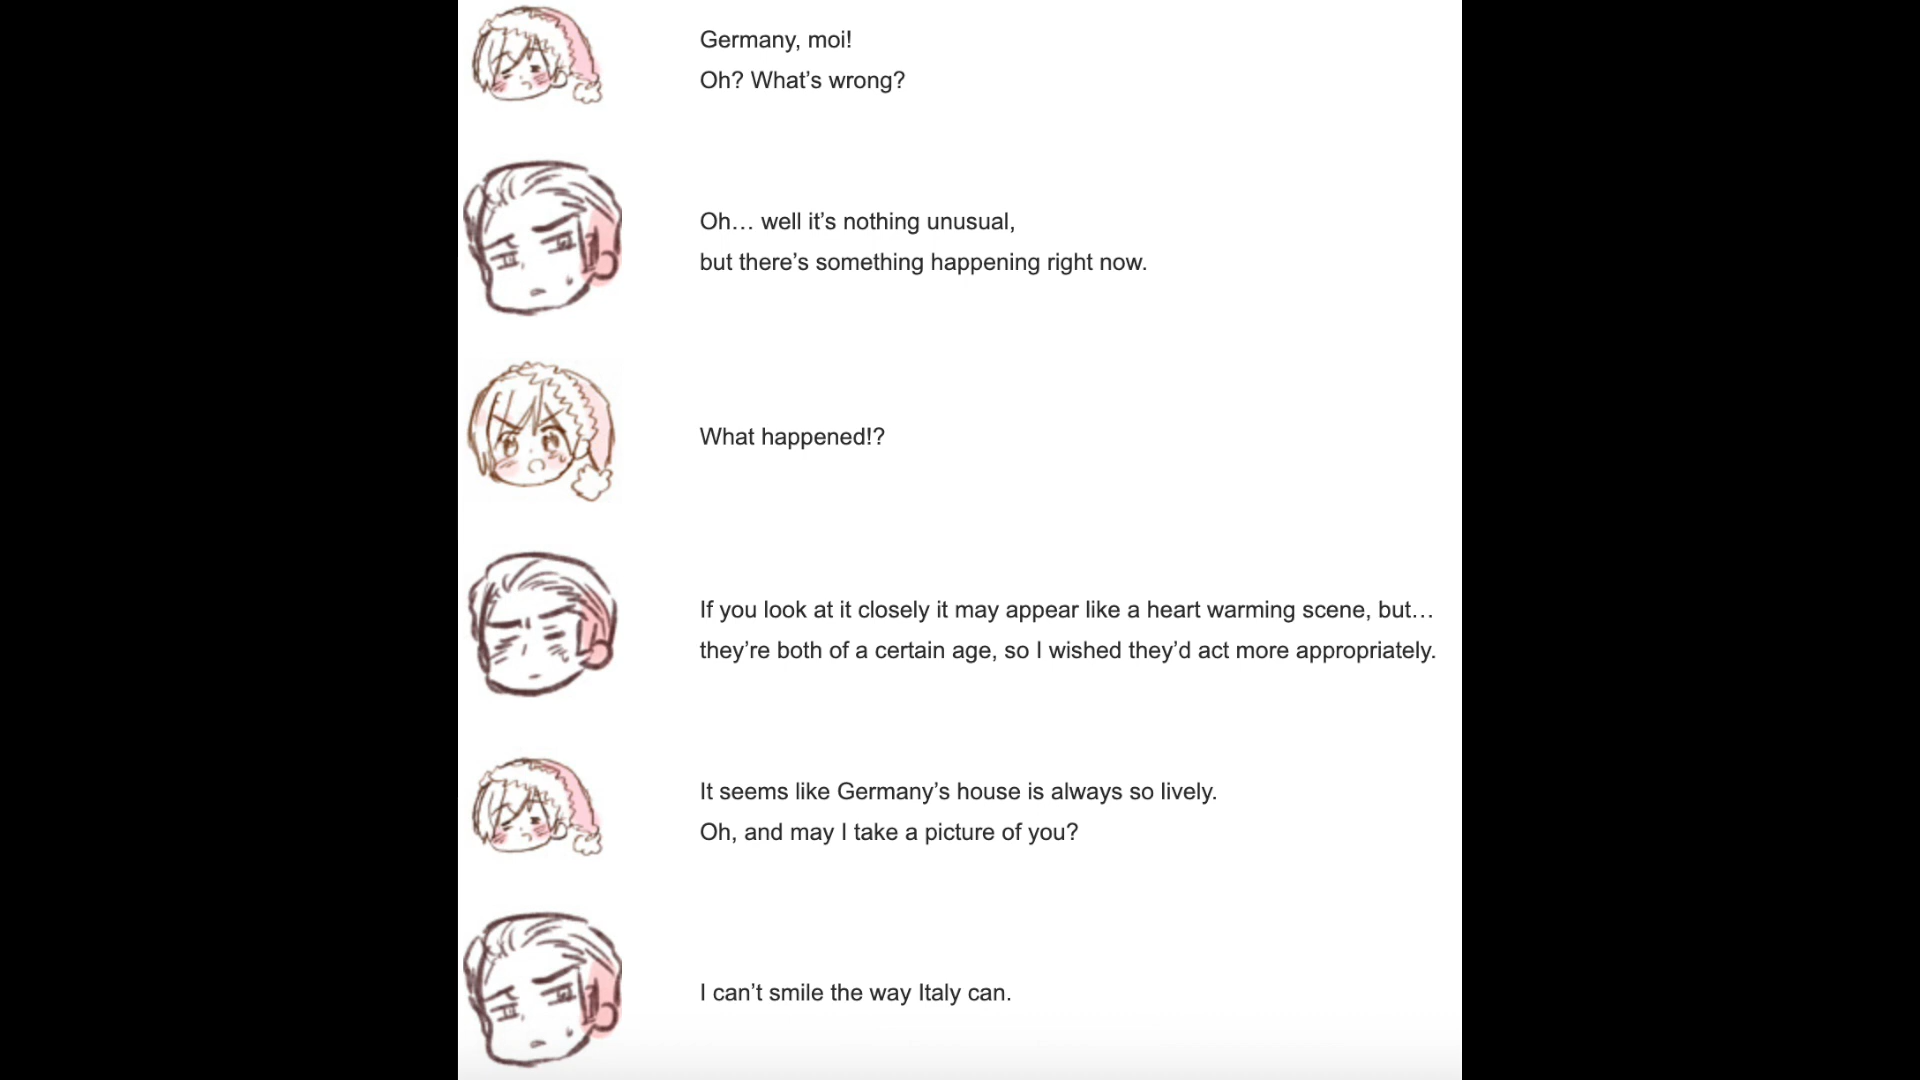 Germany, moi!
Oh? What’s wrong?
Oh… well it’s nothing unusual,
but there’s something happening right now.
What happened!?
If you look at it closely it may appear like a heart warming scene, but…
they’re both of a certain age, so I wished they’d act more appropriately.
It seems like Germany’s house is always so lively.
Oh, and may I take a picture of you?
I can’t smile the way Italy can.